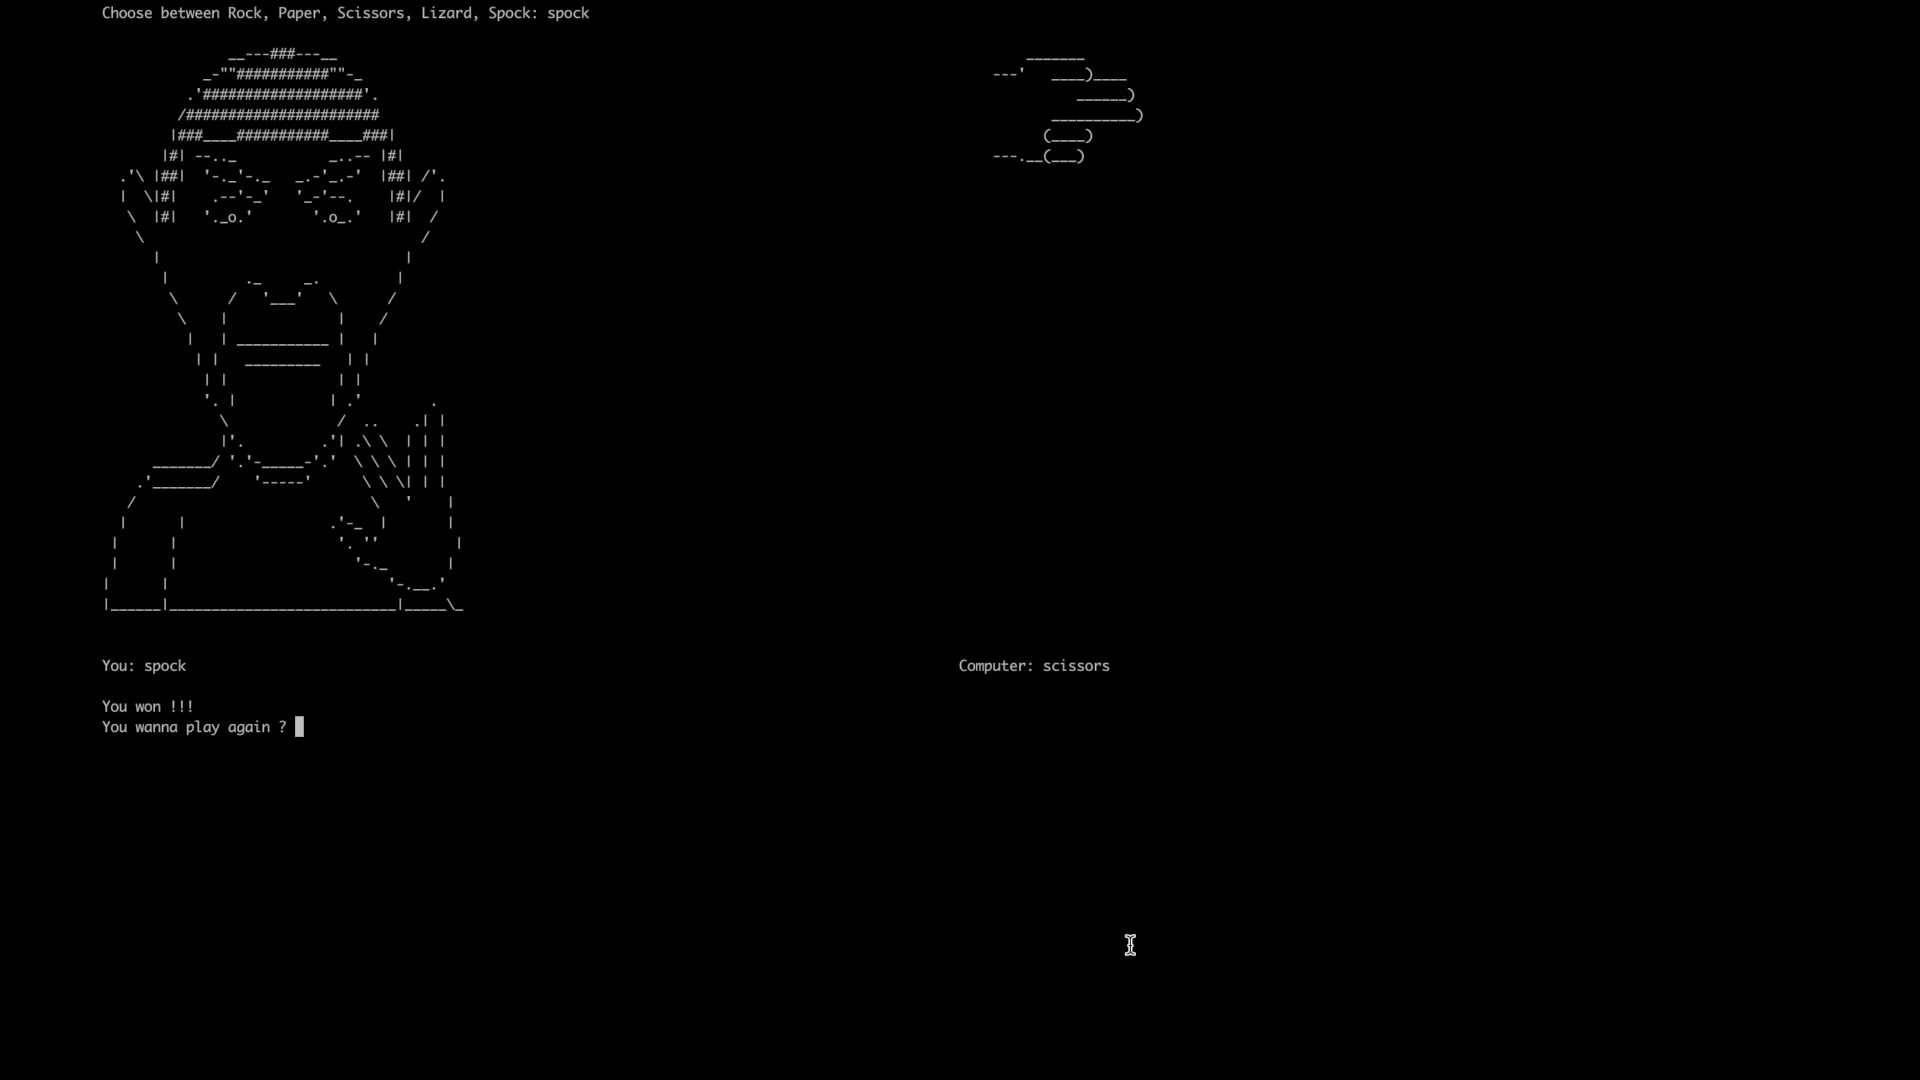 Choose between Rock, Paper, Scissors, Lizard, Spock: spock
You: spock
Computer: scissors
You won !!!
You wanna play again ?